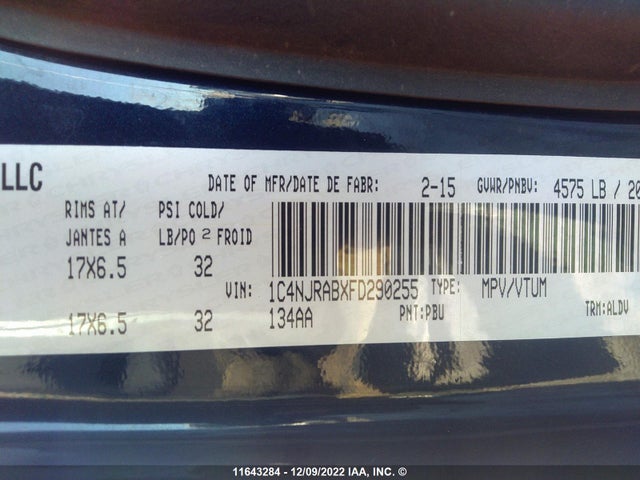 LLC DATE OF MFR/DATE DE FABR: 2-15 GVWR/PNBV: 4575 LB / 20
RIMS AT/ PSI COLD/
JANTES A LB/PO 2 FROID
17X6.5 32
VIN: 1C4NJRABXFD290255 TYPE: MPV/VTUM
17X6.5 32 134AA PNT:PBU TRM:ALDV
11643284 - 12/09/2022 IAA, INC. ©